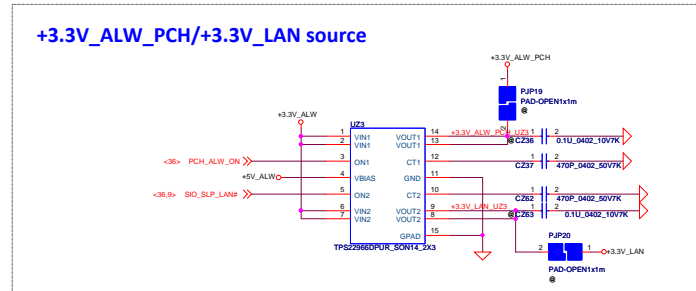 +3.3V_ALW_PCH/+3.3V_LAN source
+3.3V_ALW_PCH
1
PJP19
PAD-OPEN1x1m
@
2
+3.3V_ALW
UZ3
1 VIN1 VOUT1 14 +3.3V_ALW_PCH_UZ3 @ CZ36 1 2 0.1U_0402_10V7K
2 VIN1 VOUT1 13
<36> PCH_ALW_ON 3 ON1 CT1 12 CZ37 1 2 470P_0402_50V7K
+5V_ALW 4 VBIAS GND 11
<36.9> SIO_SLP_LAN# 5 ON2 CT2 10 CZ62 1 2 470P_0402_50V7K
6 VIN2 VOUT2 9 +3.3V_LAN_UZ3 @ CZ63 1 2 0.1U_0402_10V7K
7 VIN2 VOUT2 8
GPAD 15
TPS22966DPUR_SON14_2X3
PJP20
2 1 +3.3V_LAN
PAD-OPEN1x1m
@